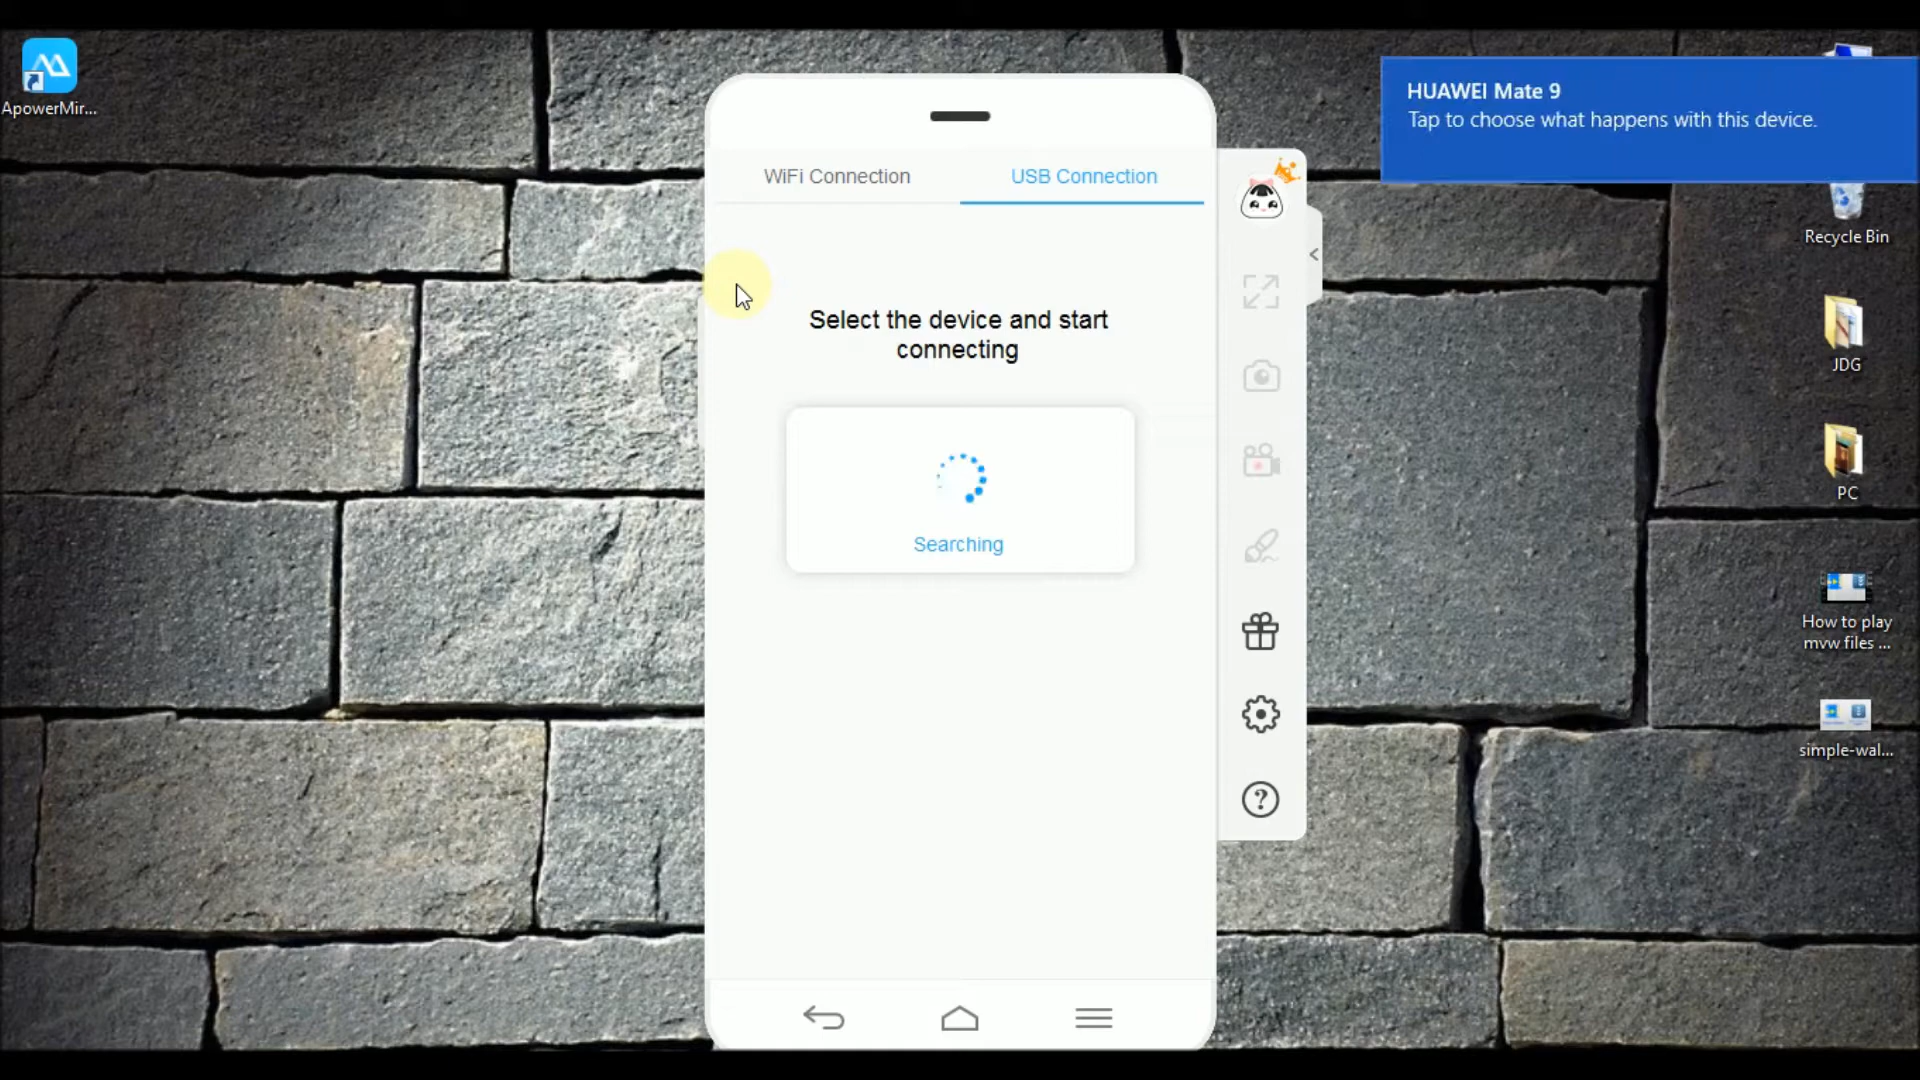 ApowerMir...
WiFi Connection
USB Connection
Select the device and start
connecting
Searching
HUAWEI Mate 9
Tap to choose what happens with this device.
Recycle Bin
JDG
PC
How to play
mvw files ...
simple-wal...